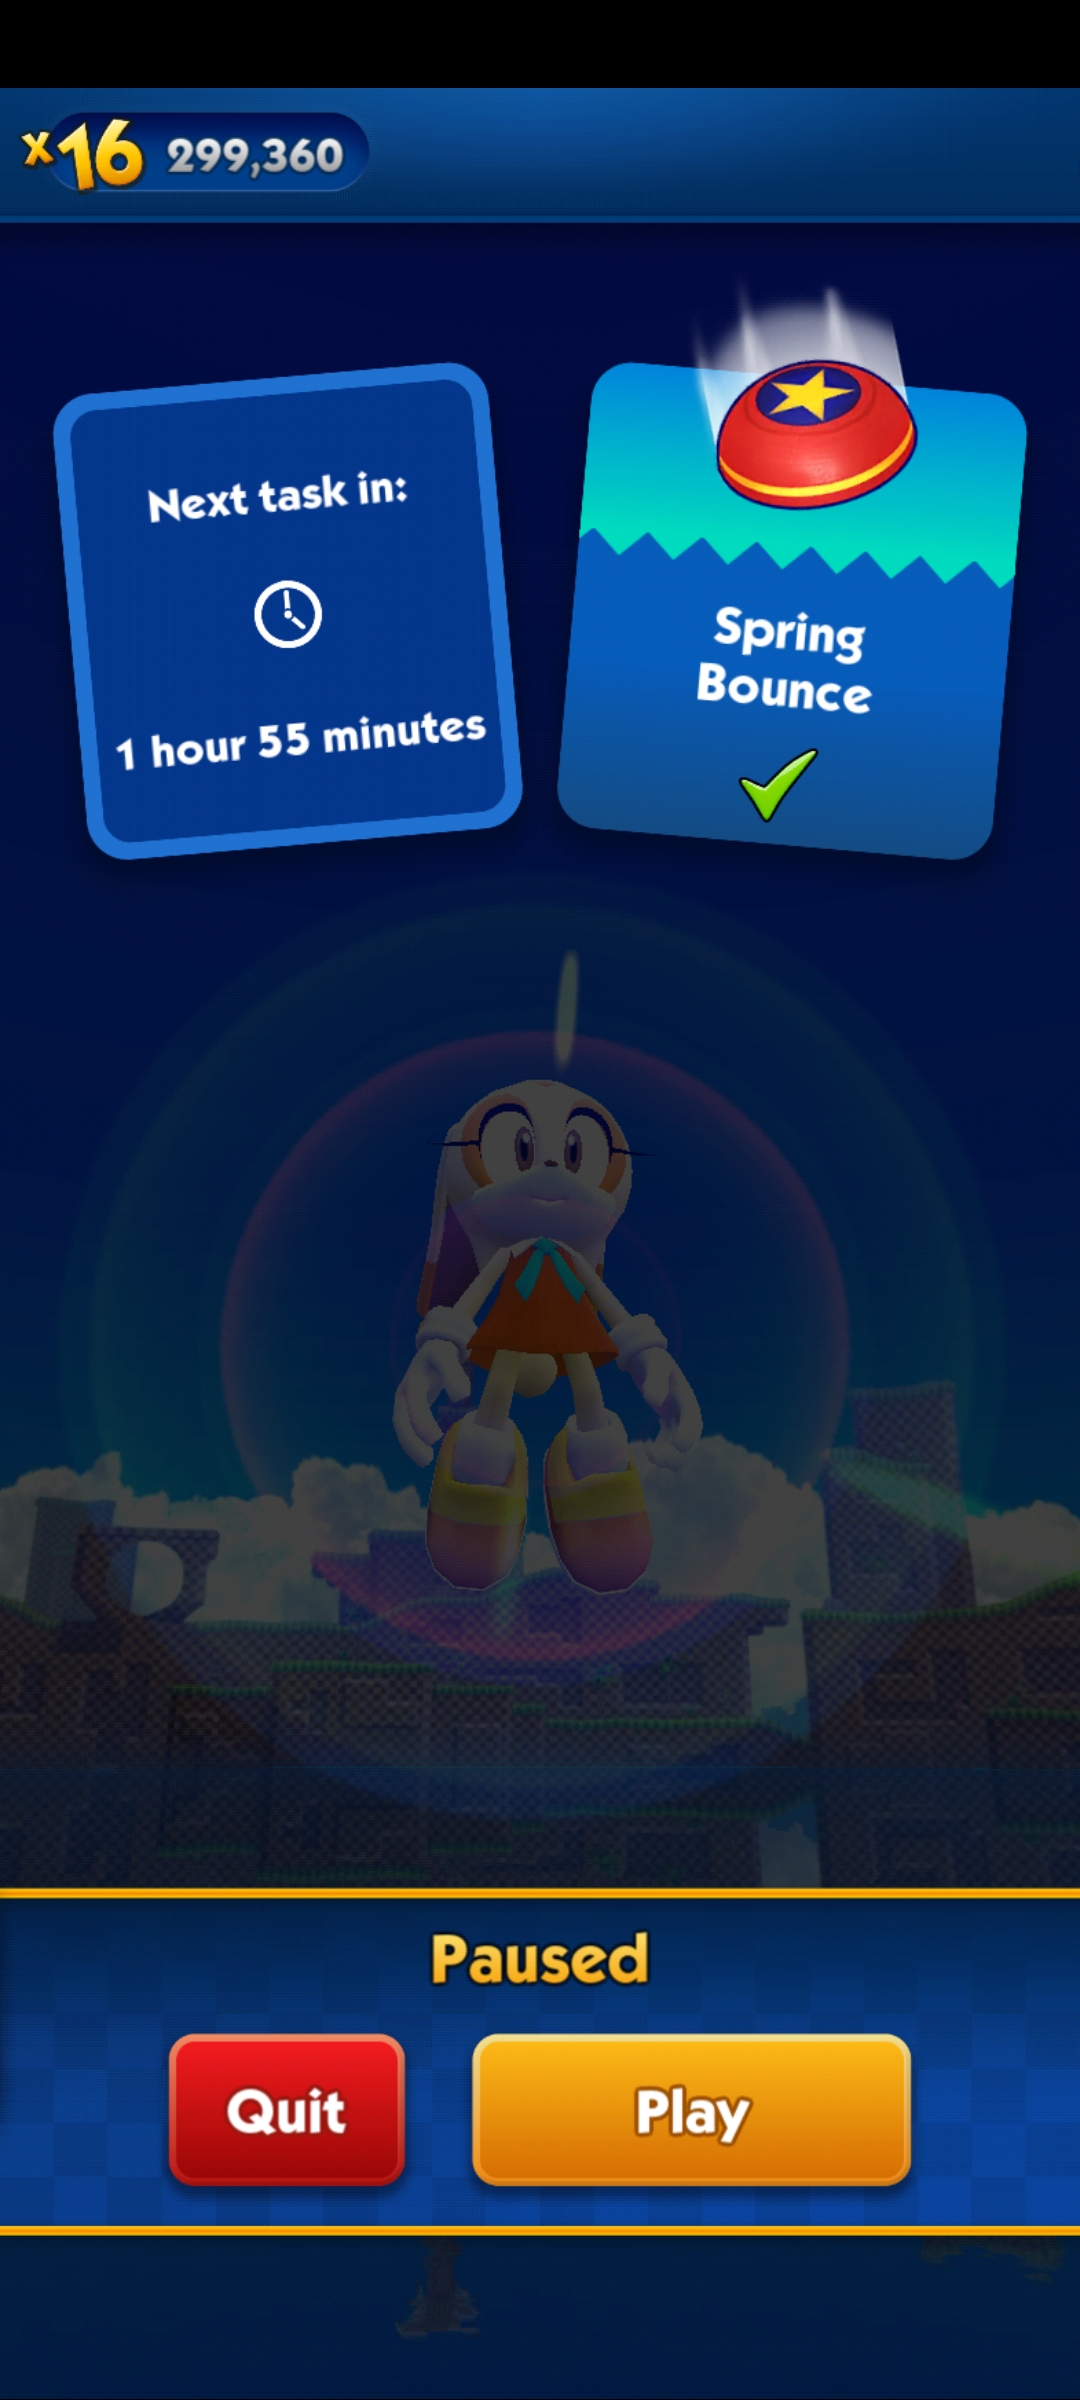 x16 299,360
Next task in:
1 hour 55 minutes
Spring
Bounce
Paused
Quit
Play